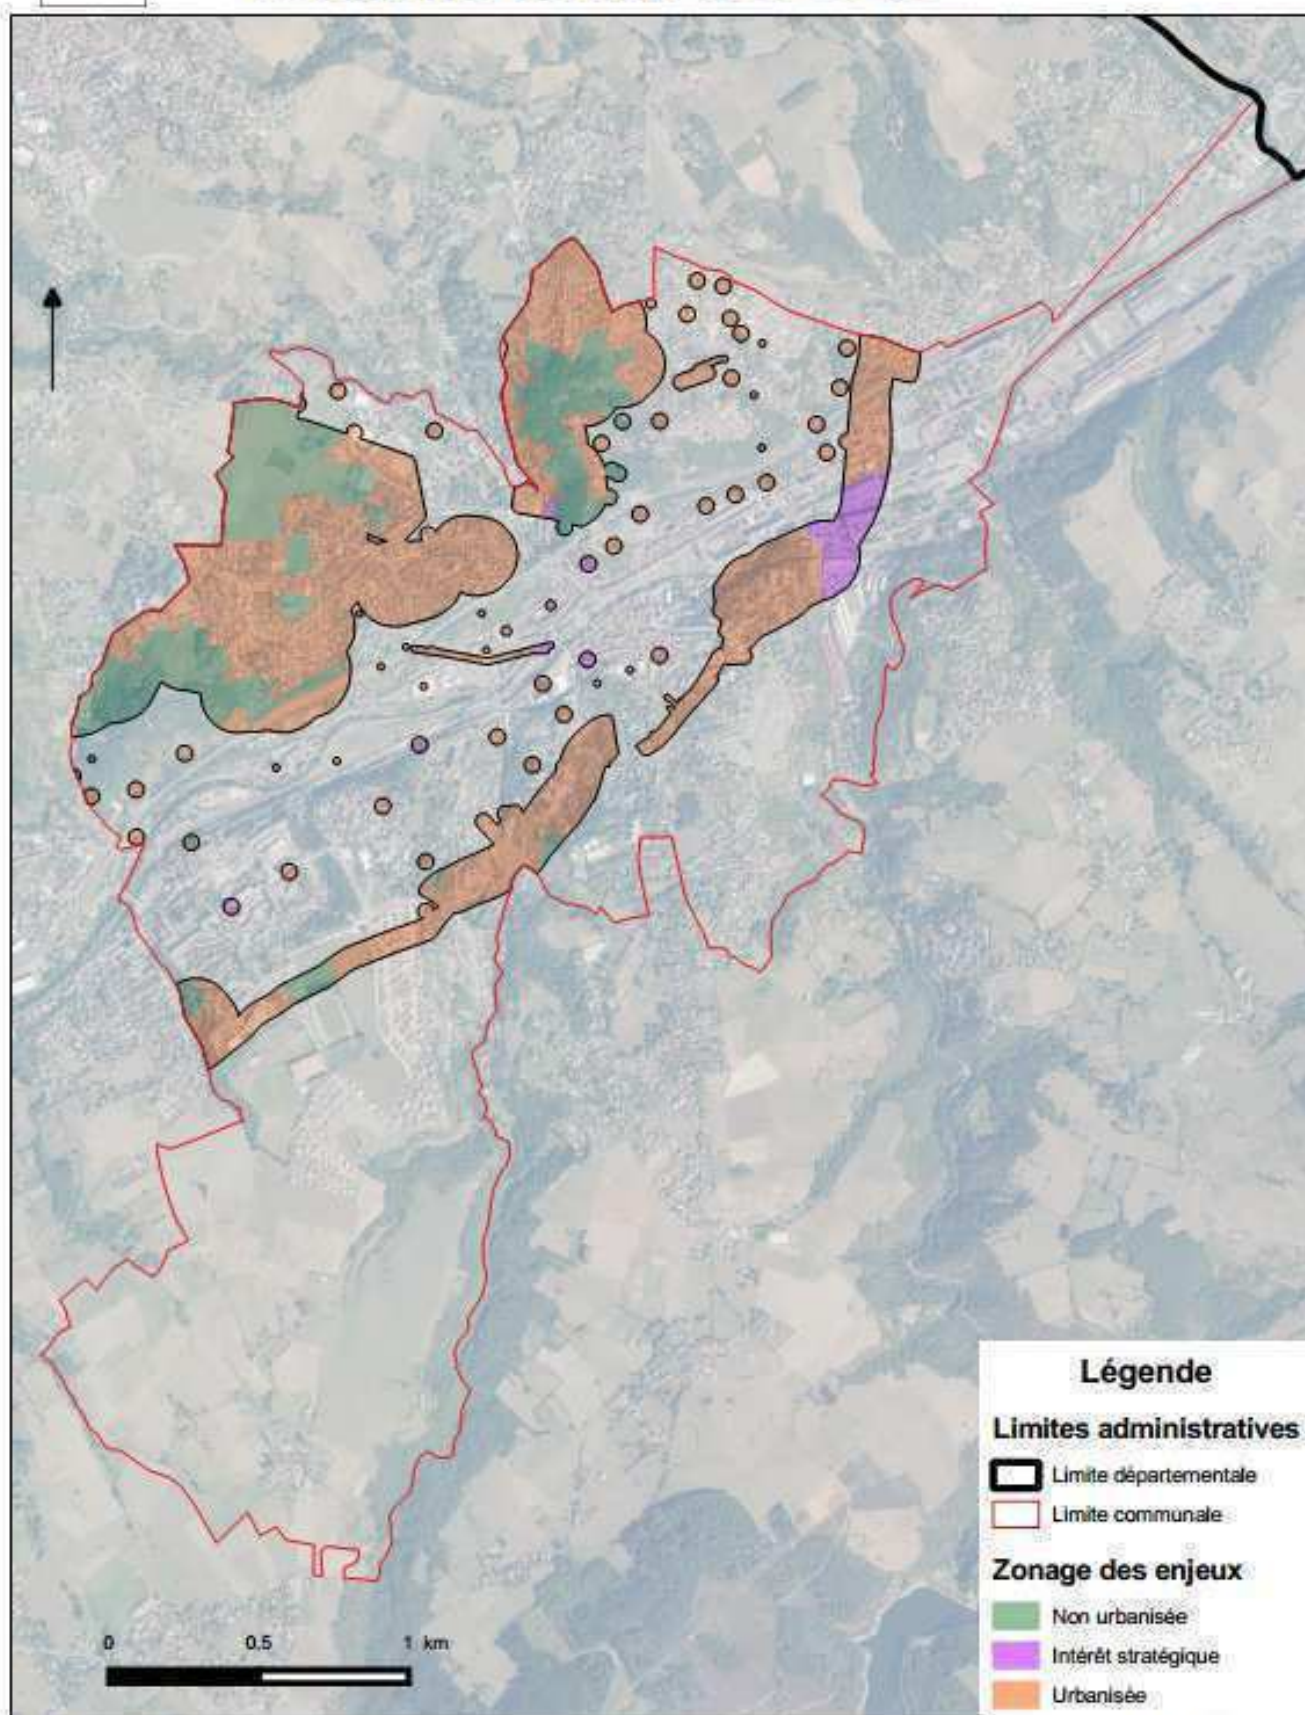 Légende
Limites administratives
Limite départementale
Limite communale
Zonage des enjeux
Non urbanisée
Intérêt stratégique
Urbanisée
0 0.5 1 km